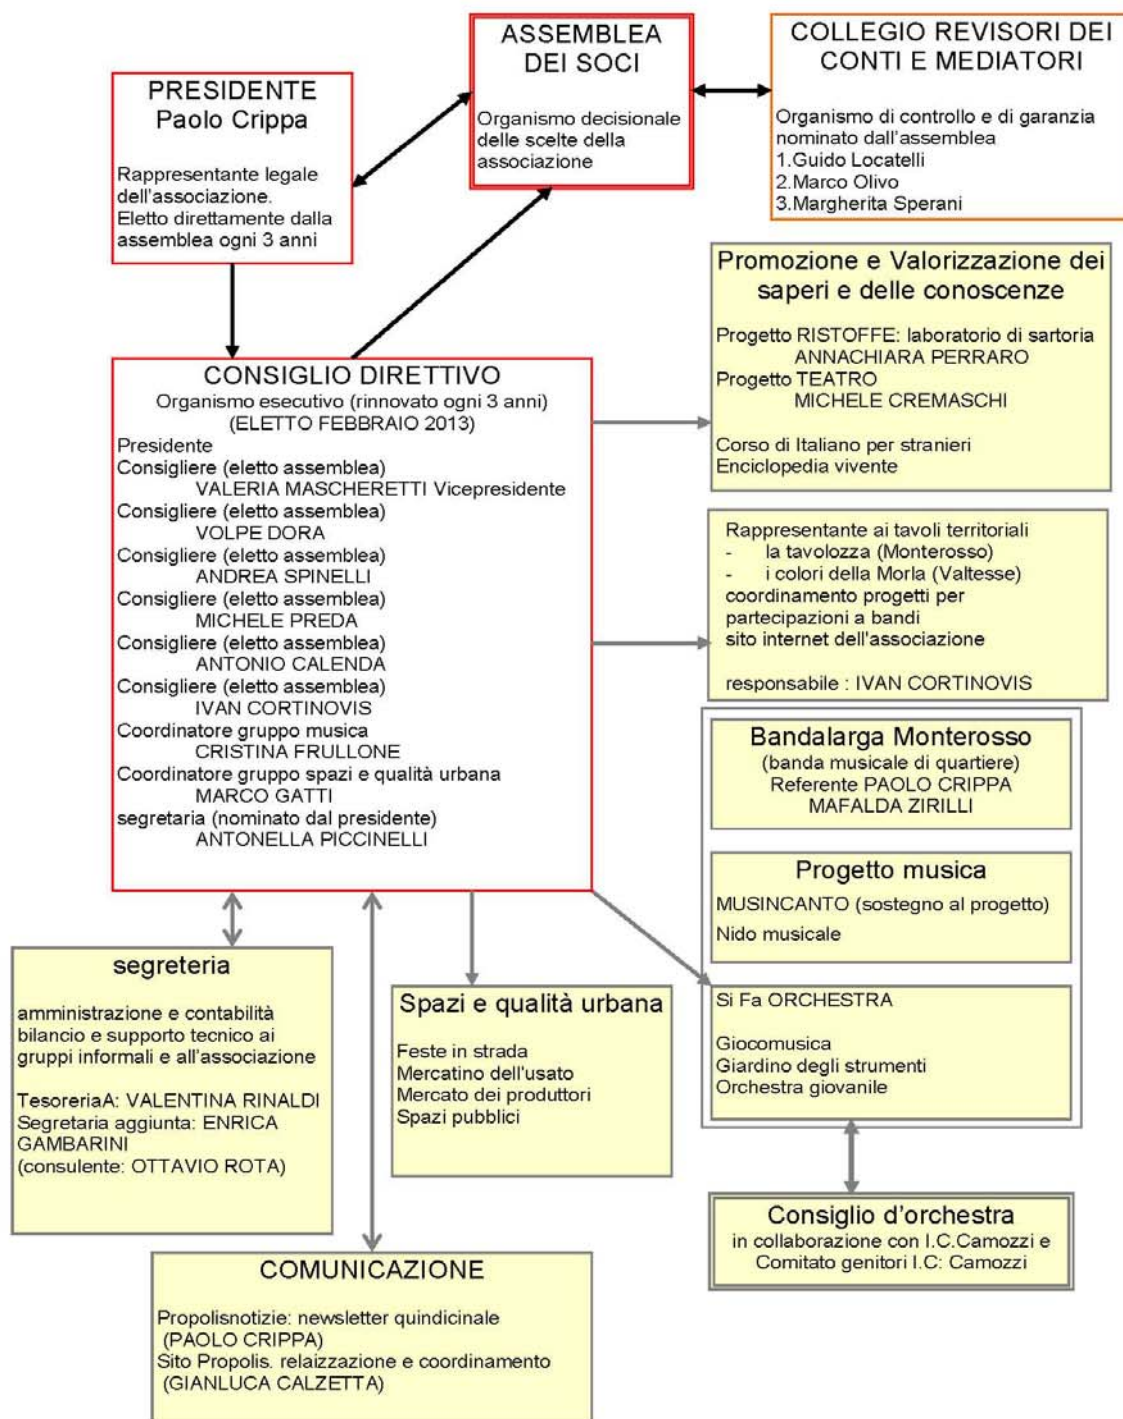 PRESIDENTE
Paolo Crippa
Rappresentante legale
dell'associazione.
Eletto direttamente dalla
assemblea ogni 3 anni
ASSEMBLEA
DEI SOCI
Organismo decisionale
delle scelte della
associazione
COLLEGIO REVISORI DEI
CONTI E MEDIATORI
Organismo di controllo e di garanzia
nominato dall'assemblea
1.Guido Locatelli
2.Marco Olivo
3.Margherita Sperani
CONSIGLIO DIRETTIVO
Organismo esecutivo (rinnovato ogni 3 anni)
(ELETTO FEBBRAIO 2013)
Presidente
Consigliere (eletto assemblea)
VALERIA MASCHERETTI Vicepresidente
Consigliere (eletto assemblea)
VOLPE DORA
Consigliere (eletto assemblea)
ANDREA SPINELLI
Consigliere (eletto assemblea)
MICHELE PREDA
Consigliere (eletto assemblea)
ANTONIO CALENDA
Consigliere (eletto assemblea)
IVAN CORTINOVIS
Coordinatore gruppo musica
CRISTINA FRULLONE
Coordinatore gruppo spazi e qualità urbana
MARCO GATTI
segretaria (nominato dal presidente)
ANTONELLA PICCINELLI
Promozione e Valorizzazione dei
saperi e delle conoscenze
Progetto RISTOFFE: laboratorio di sartoria
ANNACHIARA PERRARO
Progetto TEATRO
MICHELE CREMASCHI
Corso di Italiano per stranieri
Enciclopedia vivente
Rappresentante ai tavoli territoriali
- la tavolozza (Monterosso)
- i colori della Morla (Valtesse)
coordinamento progetti per
partecipazioni a bandi
sito internet dell'associazione
responsabile : IVAN CORTINOVIS
Bandalarga Monterosso
(banda musicale di quartiere)
Referente PAOLO CRIPPA
MAFALDA ZIRILLI
Progetto musica
MUSINCANTO (sostegno al progetto)
Nido musicale
Si Fa ORCHESTRA
Giocomusica
Giardino degli strumenti
Orchestra giovanile
Consiglio d'orchestra
in collaborazione con I.C.Camozzi e
Comitato genitori I.C: Camozzi
segreteria
amministrazione e contabilità
bilancio e supporto tecnico ai
gruppi informali e all'associazione
TesoreriaA: VALENTINA RINALDI
Segretaria aggiunta: ENRICA
GAMBARINI
(consulente: OTTAVIO ROTA)
Spazi e qualità urbana
Feste in strada
Mercatino dell'usato
Mercato dei produttori
Spazi pubblici
COMUNICAZIONE
Propolisnotizie: newsletter quindicinale
(PAOLO CRIPPA)
Sito Propolis. relaizzazione e coordinamento
(GIANLUCA CALZETTA)